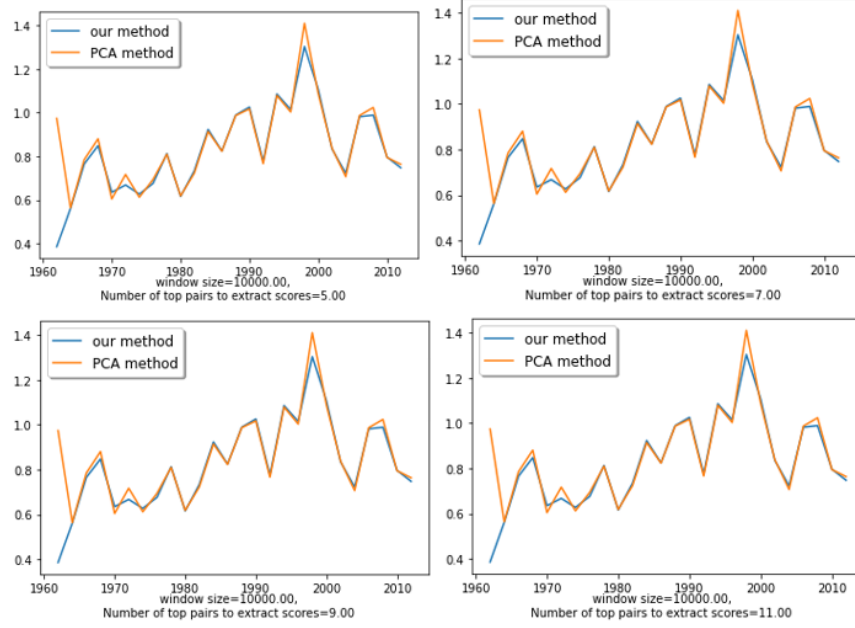 our method
PCA method
1.4
1.2
1.0
0.8
0.6
0.4
1960 1970 1980 1990 2000 2010
window size=10000.00,
Number of top pairs to extract scores=5.00
our method
PCA method
1.4
1.2
1.0
0.8
0.6
0.4
1960 1970 1980 1990 2000 2010
window size=10000.00,
Number of top pairs to extract scores=7.00
our method
PCA method
1.4
1.2
1.0
0.8
0.6
0.4
1960 1970 1980 1990 2000 2010
window size=10000.00,
Number of top pairs to extract scores=9.00
our method
PCA method
1.4
1.2
1.0
0.8
0.6
0.4
1960 1970 1980 1990 2000 2010
window size=10000.00,
Number of top pairs to extract scores=11.00